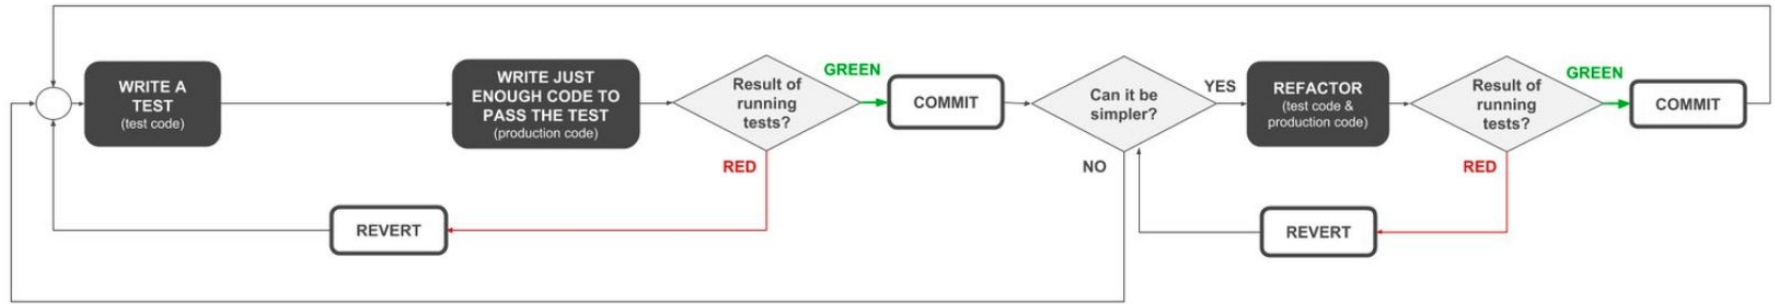 WRITE A
TEST
(test code)
WRITE JUST
ENOUGH CODE TO
PASS THE TEST
(production code)
Result of
running
tests?
GREEN
RED
COMMIT
REVERT
Can it be
simpler?
YES
NO
REFACTOR
(test code &
production code)
Result of
running
tests?
GREEN
RED
COMMIT
REVERT